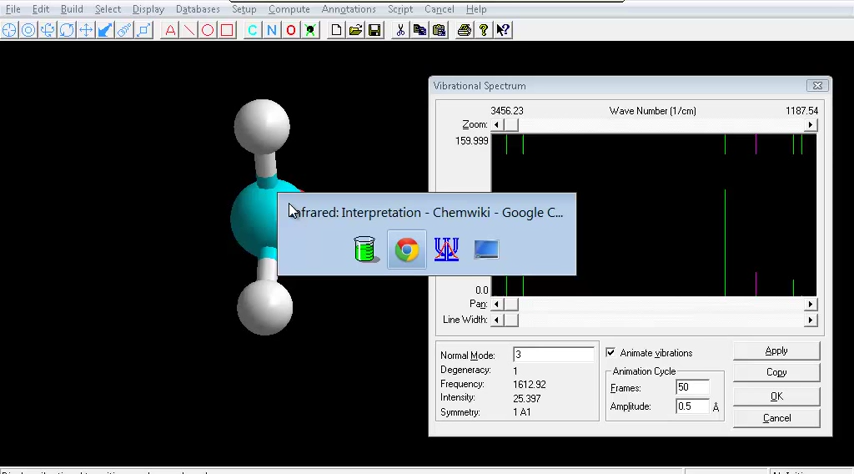 File Edit Build Select Display Databases Setup Compute Annotations Script Cancel Help
A C N O ? ?
Vibrational Spectrum
3456.23 Wave Number (1/cm) 1187.54
Zoom:
159.999
nfrared: Interpretation - Chemwiki - Google C...
0.0
Pan:
Line Width:
Normal Mode: 3
Degeneracy: 1
Frequency: 1612.92
Intensity: 25.397
Symmetry: 1 A1
Animate vibrations
Animation Cycle
Frames: 50
Amplitude: 0.5 Å
Apply
Copy
OK
Cancel